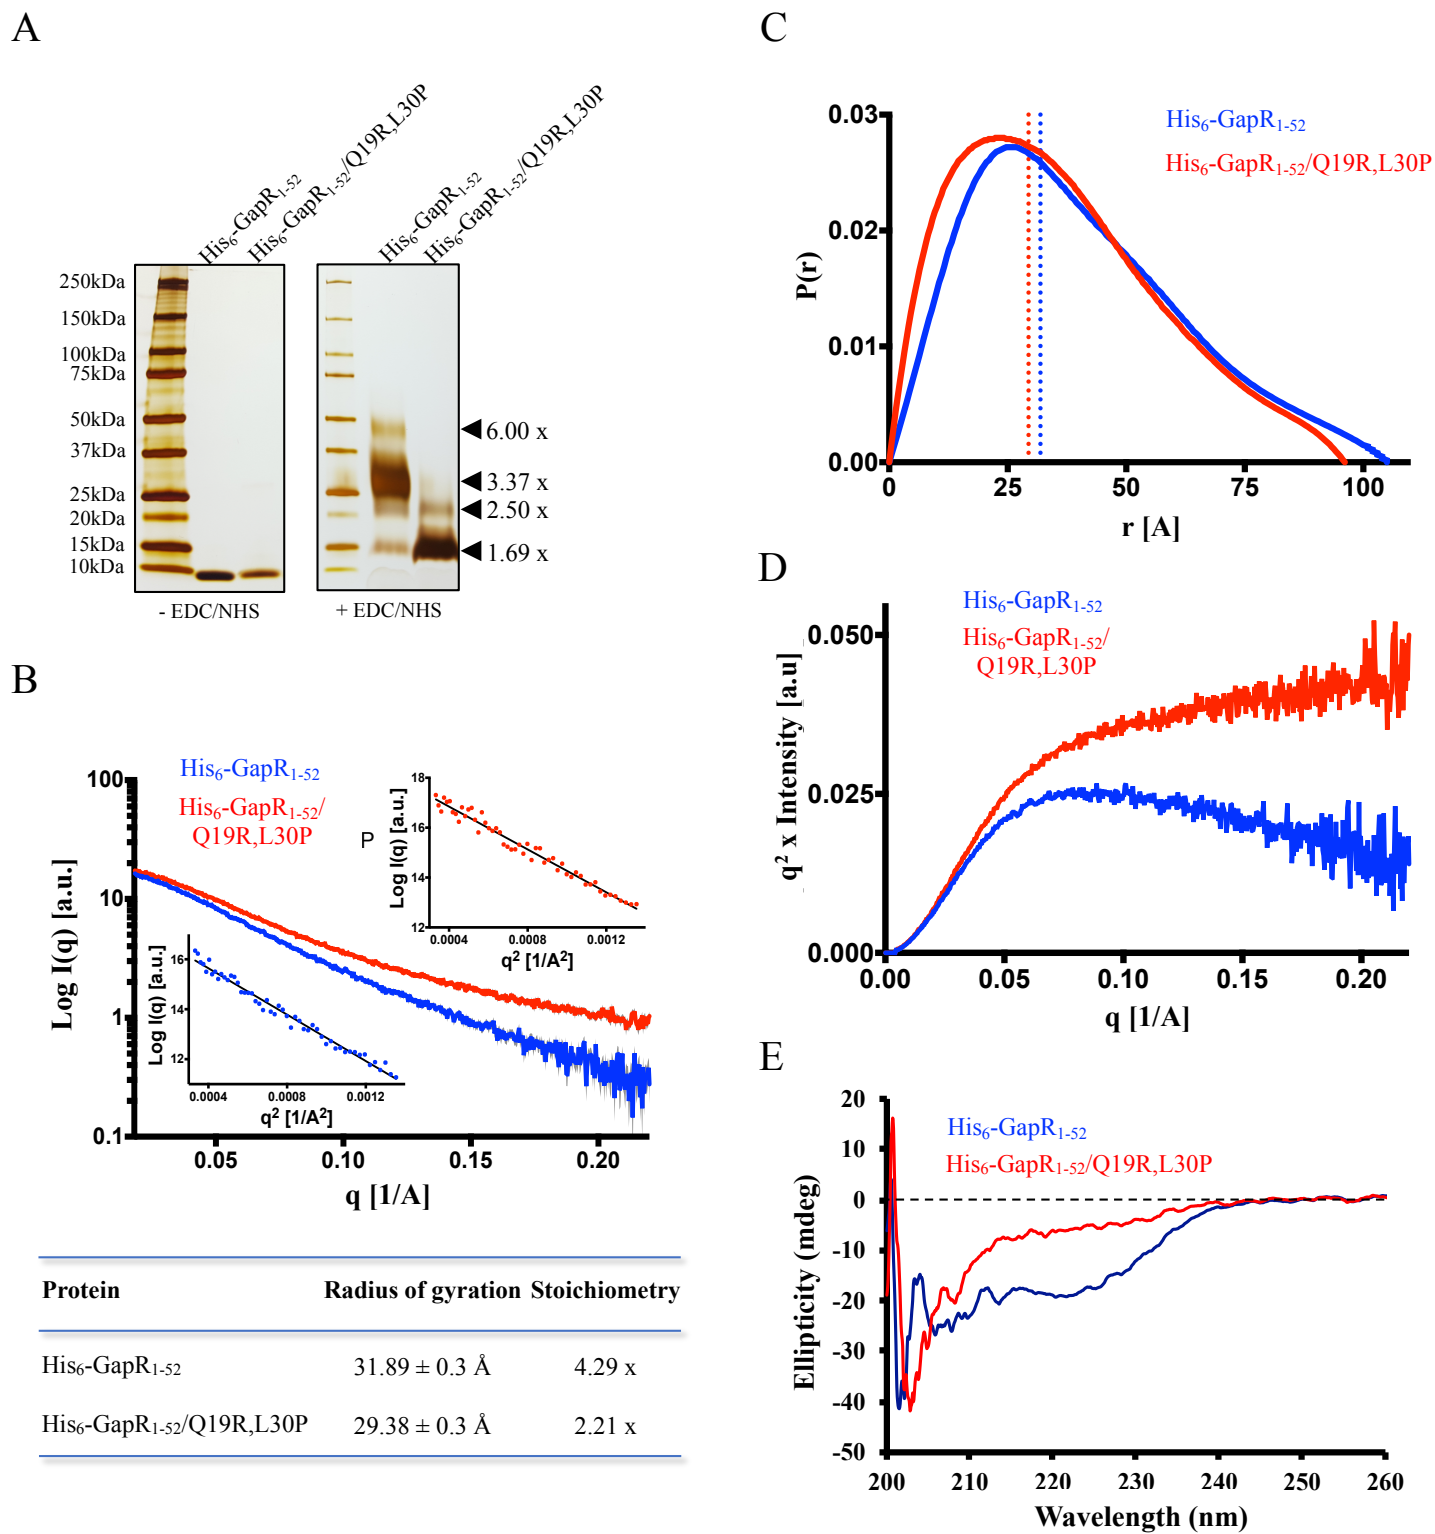 A
His6-GapR1-52
His6-GapR1-52/Q19R,L30P
His6-GapR1-52
His6-GapR1-52/Q19R,L30P
250kDa
150kDa
100kDa
75kDa
50kDa
37kDa
25kDa
20kDa
15kDa
10kDa
6.00 x
3.37 x
2.50 x
1.69 x
- EDC/NHS
+ EDC/NHS
B
His6-GapR1-52
His6-GapR1-52/
Q19R,L30P
Log I(q) [a.u.]
100
10
1
0.1
0.05 0.10 0.15 0.20
q [1/A]
P
Log I(q) [a.u.]
18
16
14
12
0.0004 0.0008 0.0012
q2 [1/A2]
Log I(q) [a.u.]
16
14
12
0.0004 0.0008 0.0012
q2 [1/A2]
Protein Radius of gyration Stoichiometry
His6-GapR1-52 31.89 ± 0.3 Å 4.29 x
His6-GapR1-52/Q19R,L30P 29.38 ± 0.3 Å 2.21 x
C
His6-GapR1-52
His6-GapR1-52/Q19R,L30P
P(r)
0.03
0.02
0.01
0.00
0 25 50 75 100
r [A]
D
His6-GapR1-52
His6-GapR1-52/
Q19R,L30P
q2 x Intensity [a.u]
0.050
0.025
0.000
0.00 0.05 0.10 0.15 0.20
q [1/A]
E
His6-GapR1-52
His6-GapR1-52/Q19R,L30P
Ellipticity (mdeg)
20
10
0
-10
-20
-30
-40
-50
200 210 220 230 240 250 260
Wavelength (nm)